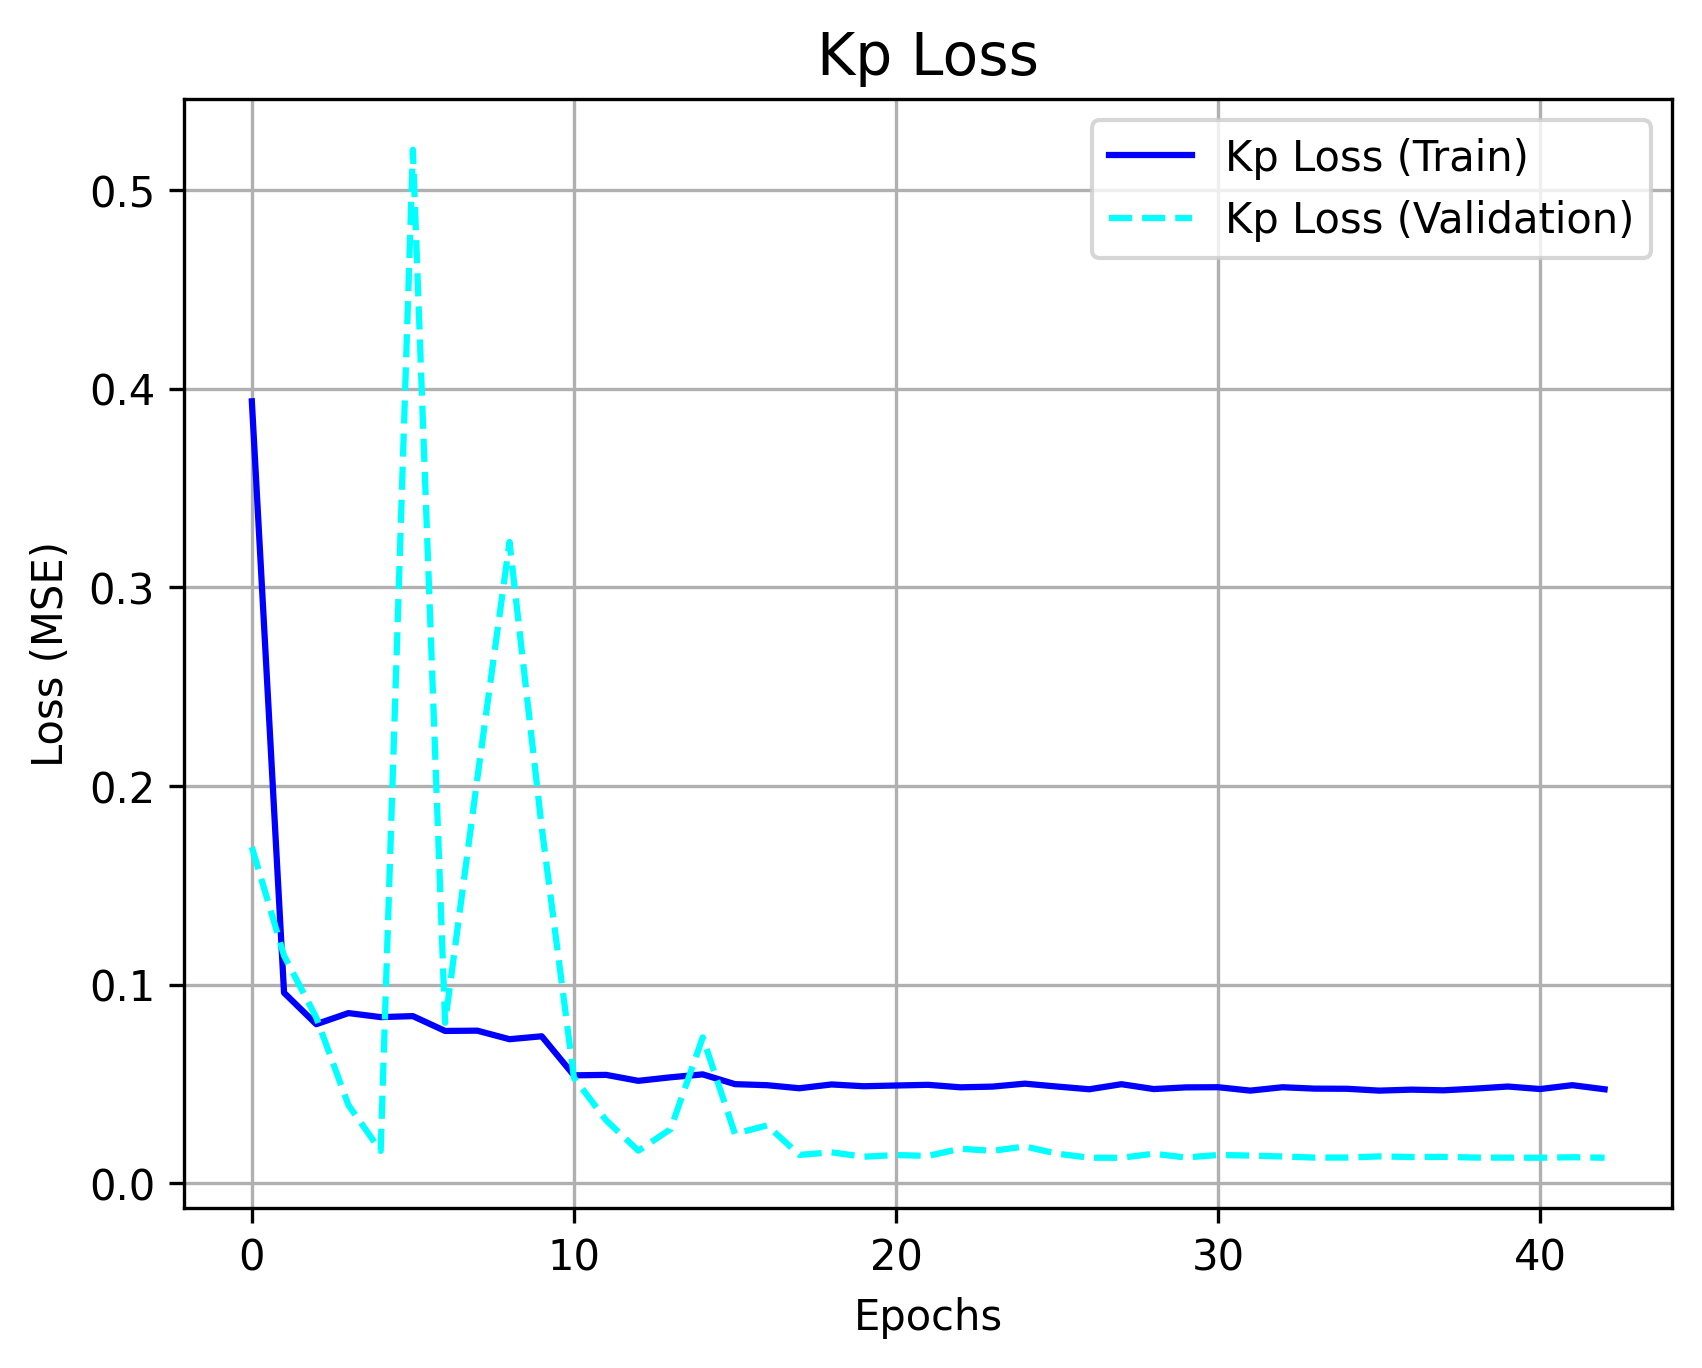 Kp Loss
Kp Loss (Train)
Kp Loss (Validation)
Loss (MSE)
0.5
0.4
0.3
0.2
0.1
0.0
0 10 20 30 40
Epochs